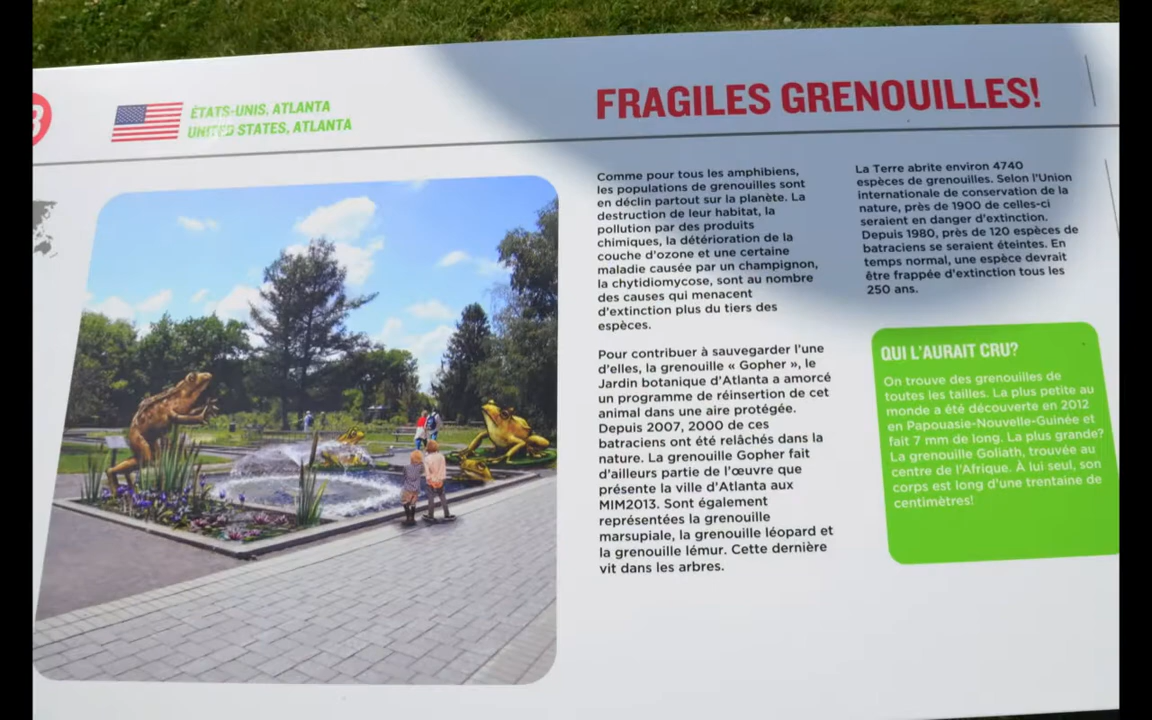 ÉTATS-UNIS, ATLANTA
UNITED STATES, ATLANTA
FRAGILES GRENOUILLES!
Comme pour tous les amphibiens,
les populations de grenouilles sont
en déclin partout sur la planète. La
destruction de leur habitat, la
pollution par des produits
chimiques, la détérioration de la
couche d'ozone et une certaine
maladie causée par un champignon,
la chytidiomycose, sont au nombre
des causes qui menacent
d'extinction plus du tiers des
espèces.
Pour contribuer à sauvegarder l'une
d'elles, la grenouille « Gopher », le
Jardin botanique d'Atlanta a amorcé
un programme de réinsertion de cet
animal dans une aire protégée.
Depuis 2007, 2000 de ces
batraciens ont été relâchés dans la
nature. La grenouille Gopher fait
d'ailleurs partie de l'œuvre que
présente la ville d'Atlanta aux
MIM2013. Sont également
représentées la grenouille
marsupiale, la grenouille léopard et
la grenouille lémur. Cette dernière
vit dans les arbres.
La Terre abrite environ 4740
espèces de grenouilles. Selon l'Union
internationale de conservation de la
nature, près de 1900 de celles-ci
seraient en danger d'extinction.
Depuis 1980, près de 120 espèces de
batraciens se seraient éteintes. En
temps normal, une espèce devrait
être frappée d'extinction tous les
250 ans.
QUI L'AURAIT CRU?
On trouve des grenouilles de
toutes les tailles. La plus petite au
monde a été découverte en 2012
en Papouasie-Nouvelle-Guinée et
fait 7 mm de long. La plus grande?
La grenouille Goliath, trouvée au
centre de l'Afrique. À lui seul, son
corps est long d'une trentaine de
centimètres!